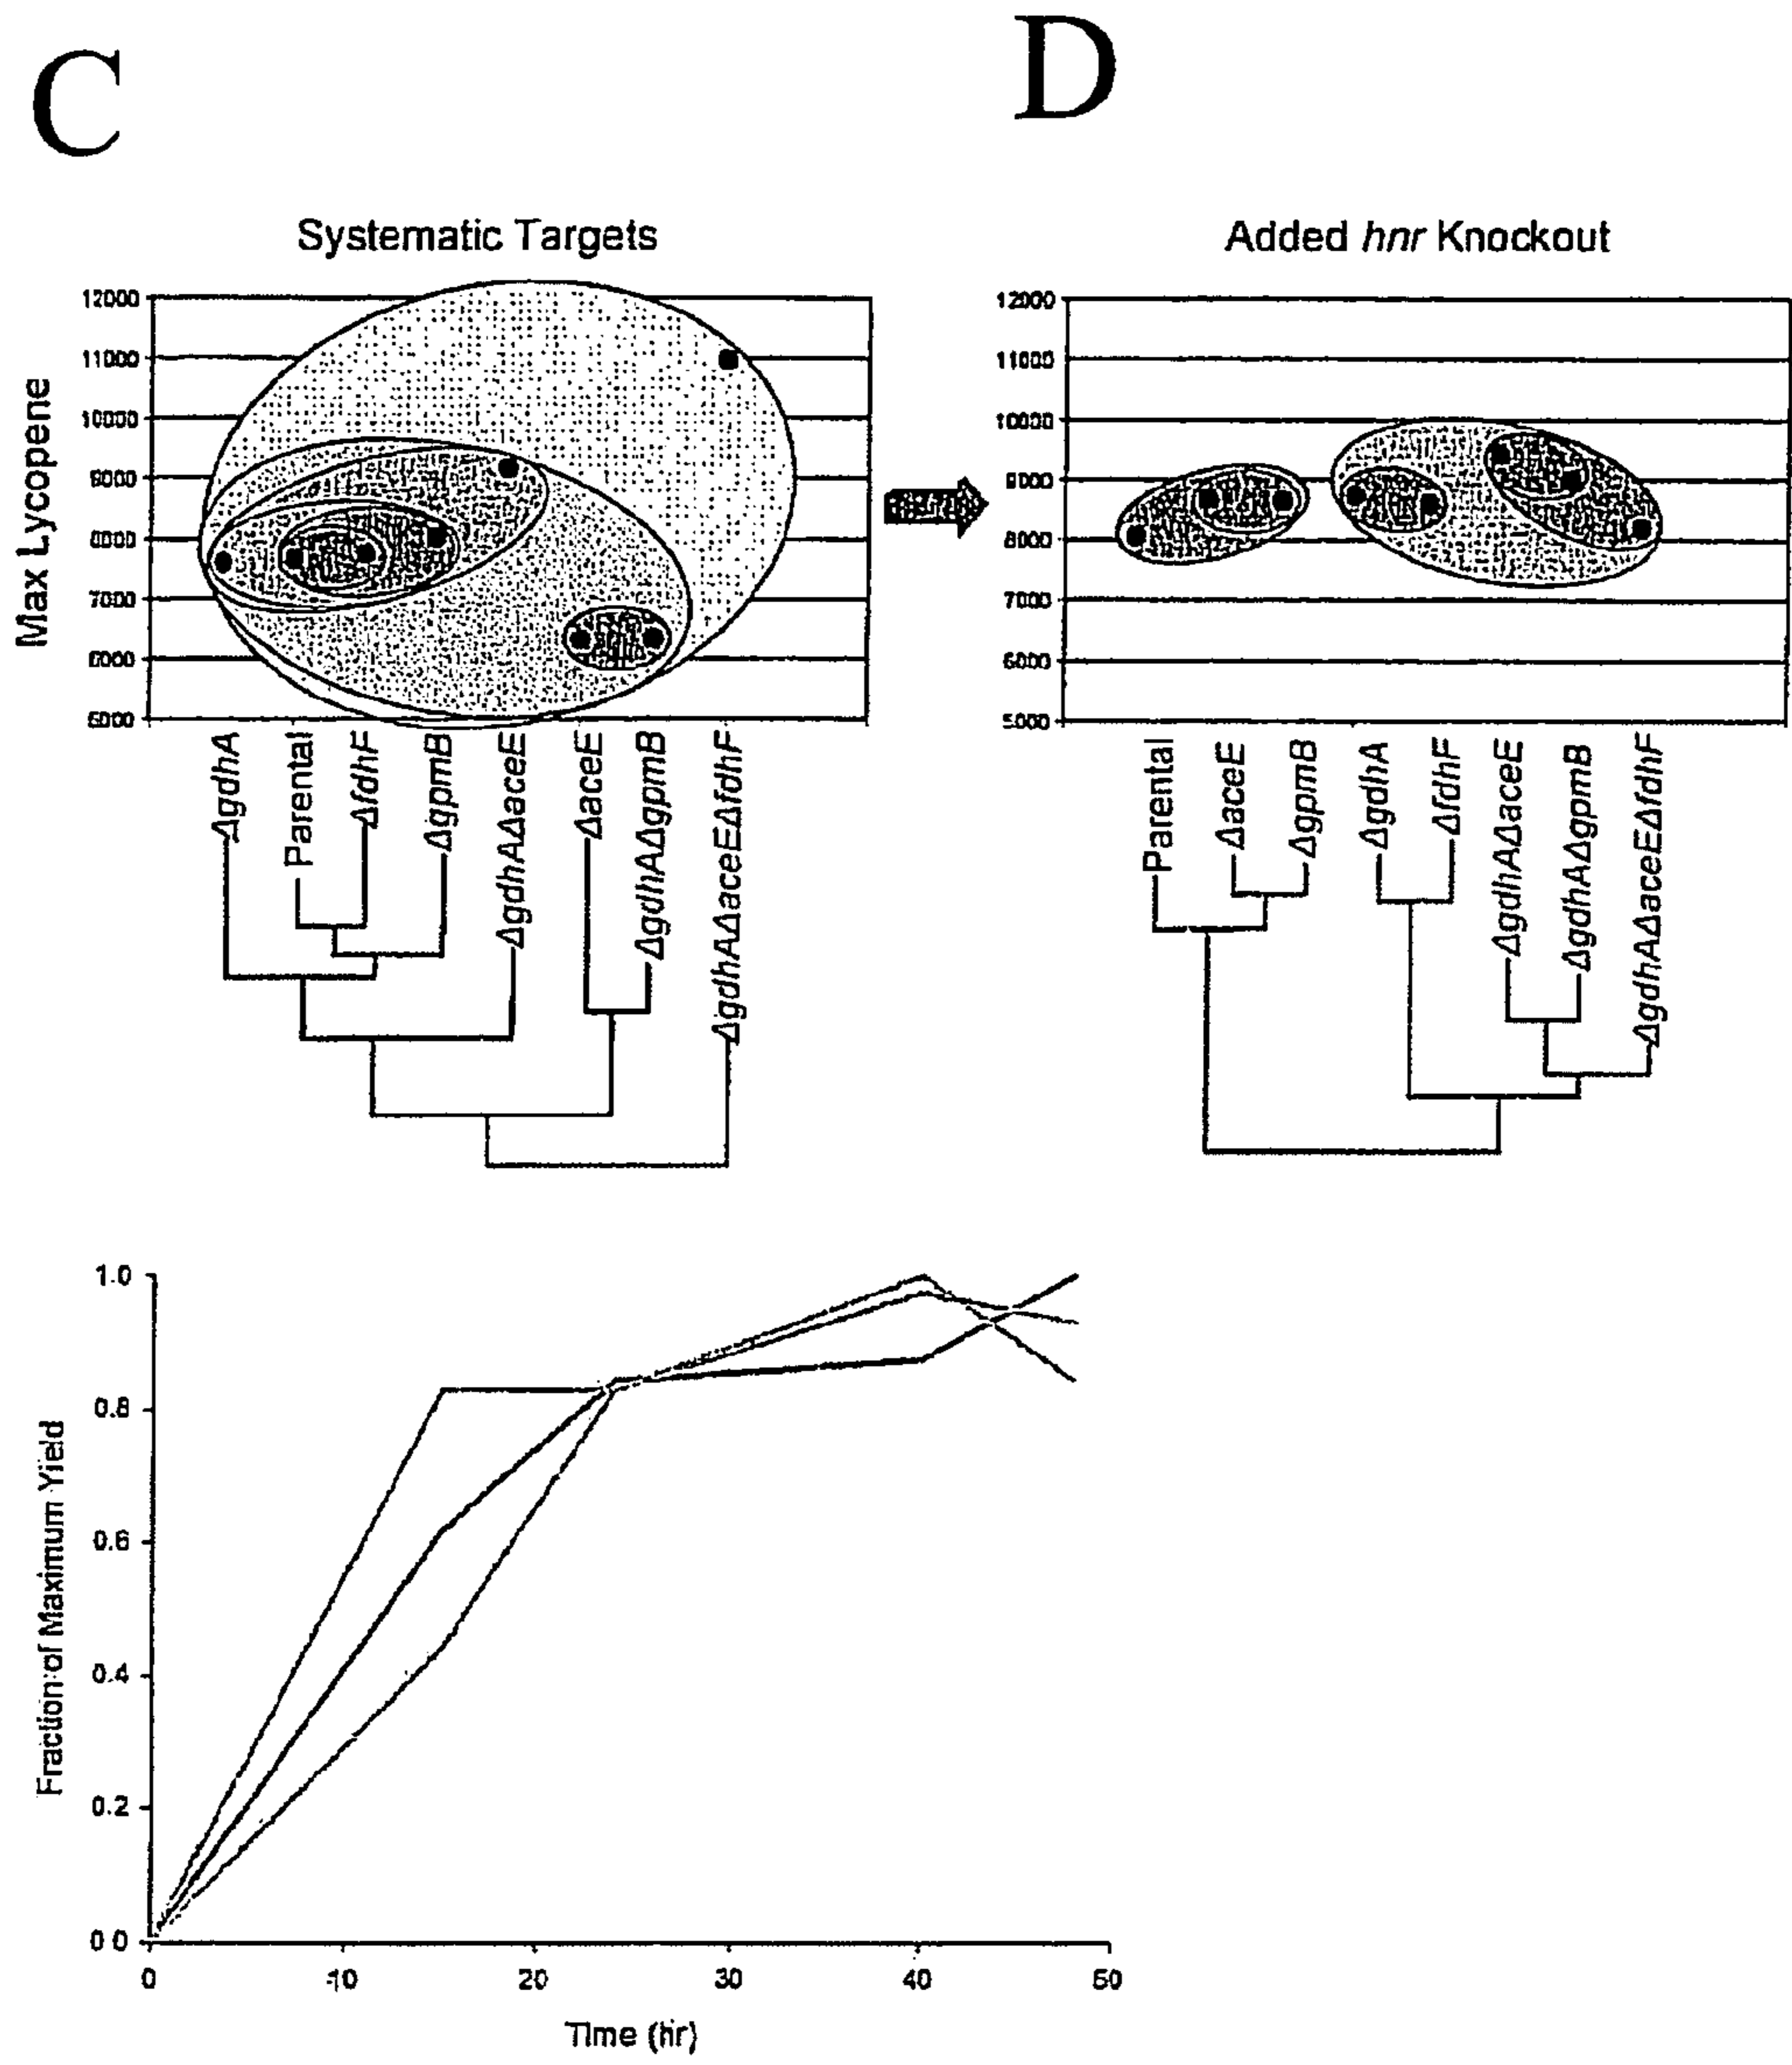 C
D
Systematic Targets
Added hnr Knockout
Max Lycopene
12000
11000
10000
9000
8000
7000
6000
5000
12000
11000
10000
9000
8000
7000
6000
5000
ΔgdhA
Parental
ΔfdhF
ΔgpmB
ΔgdhAΔaceE
ΔaceE
ΔgdhAΔgpmB
ΔgdhAΔaceEΔfdhF
Parental
ΔaceE
ΔgpmB
ΔgdhA
ΔfdhF
ΔgdhAΔaceE
ΔgdhAΔgpmB
ΔgdhAΔaceEΔfdhF
Fraction of Maximum Yield
1.0
0.8
0.6
0.4
0.2
0.0
0
10
20
30
40
50
Time (hr)